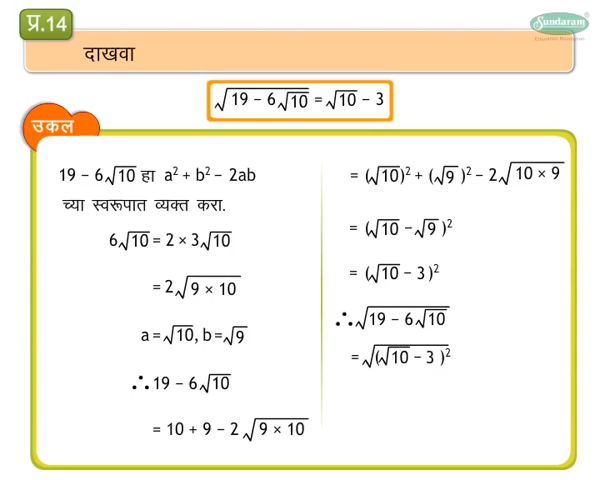 प्र.14
Sundaram
दाखवा
√(19 − 6√10) = √10 − 3
उकल
19 − 6√10 हा a² + b² − 2ab
च्या स्वरूपात व्यक्त करा.
6√10 = 2 × 3√10
= 2√(9 × 10)
a = √10, b = √9
∴ 19 − 6√10
= 10 + 9 − 2√(9 × 10)
= (√10)² + (√9)² − 2√(10 × 9)
= (√10 − √9)²
= (√10 − 3)²
∴ √(19 − 6√10)
= √((√10 − 3)²)